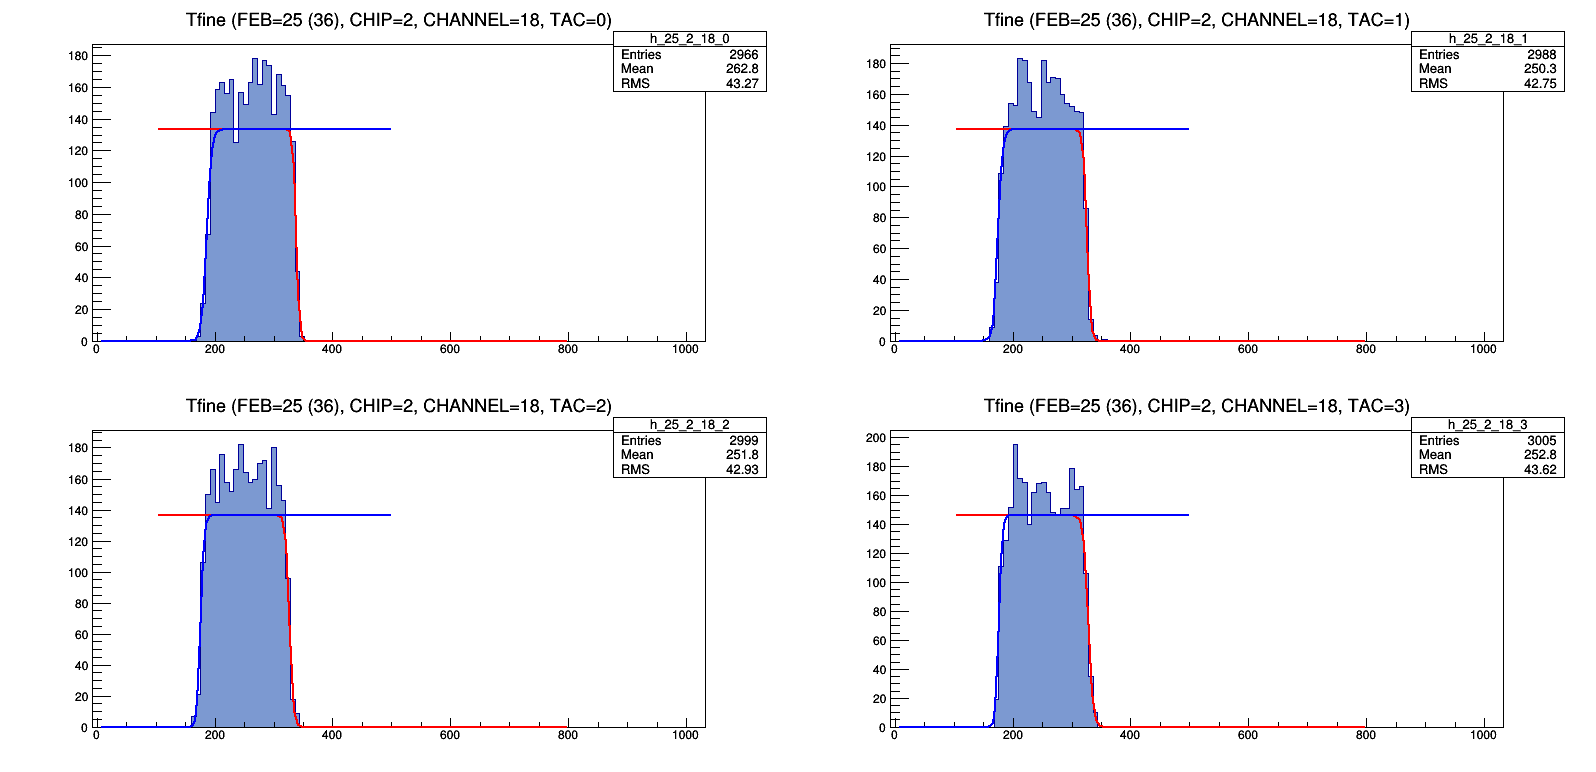 Tfine (FEB=25 (36), CHIP=2, CHANNEL=18, TAC=0)
h_25_2_18_0
Entries 2966
Mean 262.8
RMS 43.27
180
160
140
120
100
80
60
40
20
0
0 200 400 600 800 1000
Tfine (FEB=25 (36), CHIP=2, CHANNEL=18, TAC=1)
h_25_2_18_1
Entries 2988
Mean 250.3
RMS 42.75
180
160
140
120
100
80
60
40
20
0
0 200 400 600 800 1000
Tfine (FEB=25 (36), CHIP=2, CHANNEL=18, TAC=2)
h_25_2_18_2
Entries 2999
Mean 251.8
RMS 42.93
180
160
140
120
100
80
60
40
20
0
0 200 400 600 800 1000
Tfine (FEB=25 (36), CHIP=2, CHANNEL=18, TAC=3)
h_25_2_18_3
Entries 3005
Mean 252.8
RMS 43.62
200
180
160
140
120
100
80
60
40
20
0
0 200 400 600 800 1000